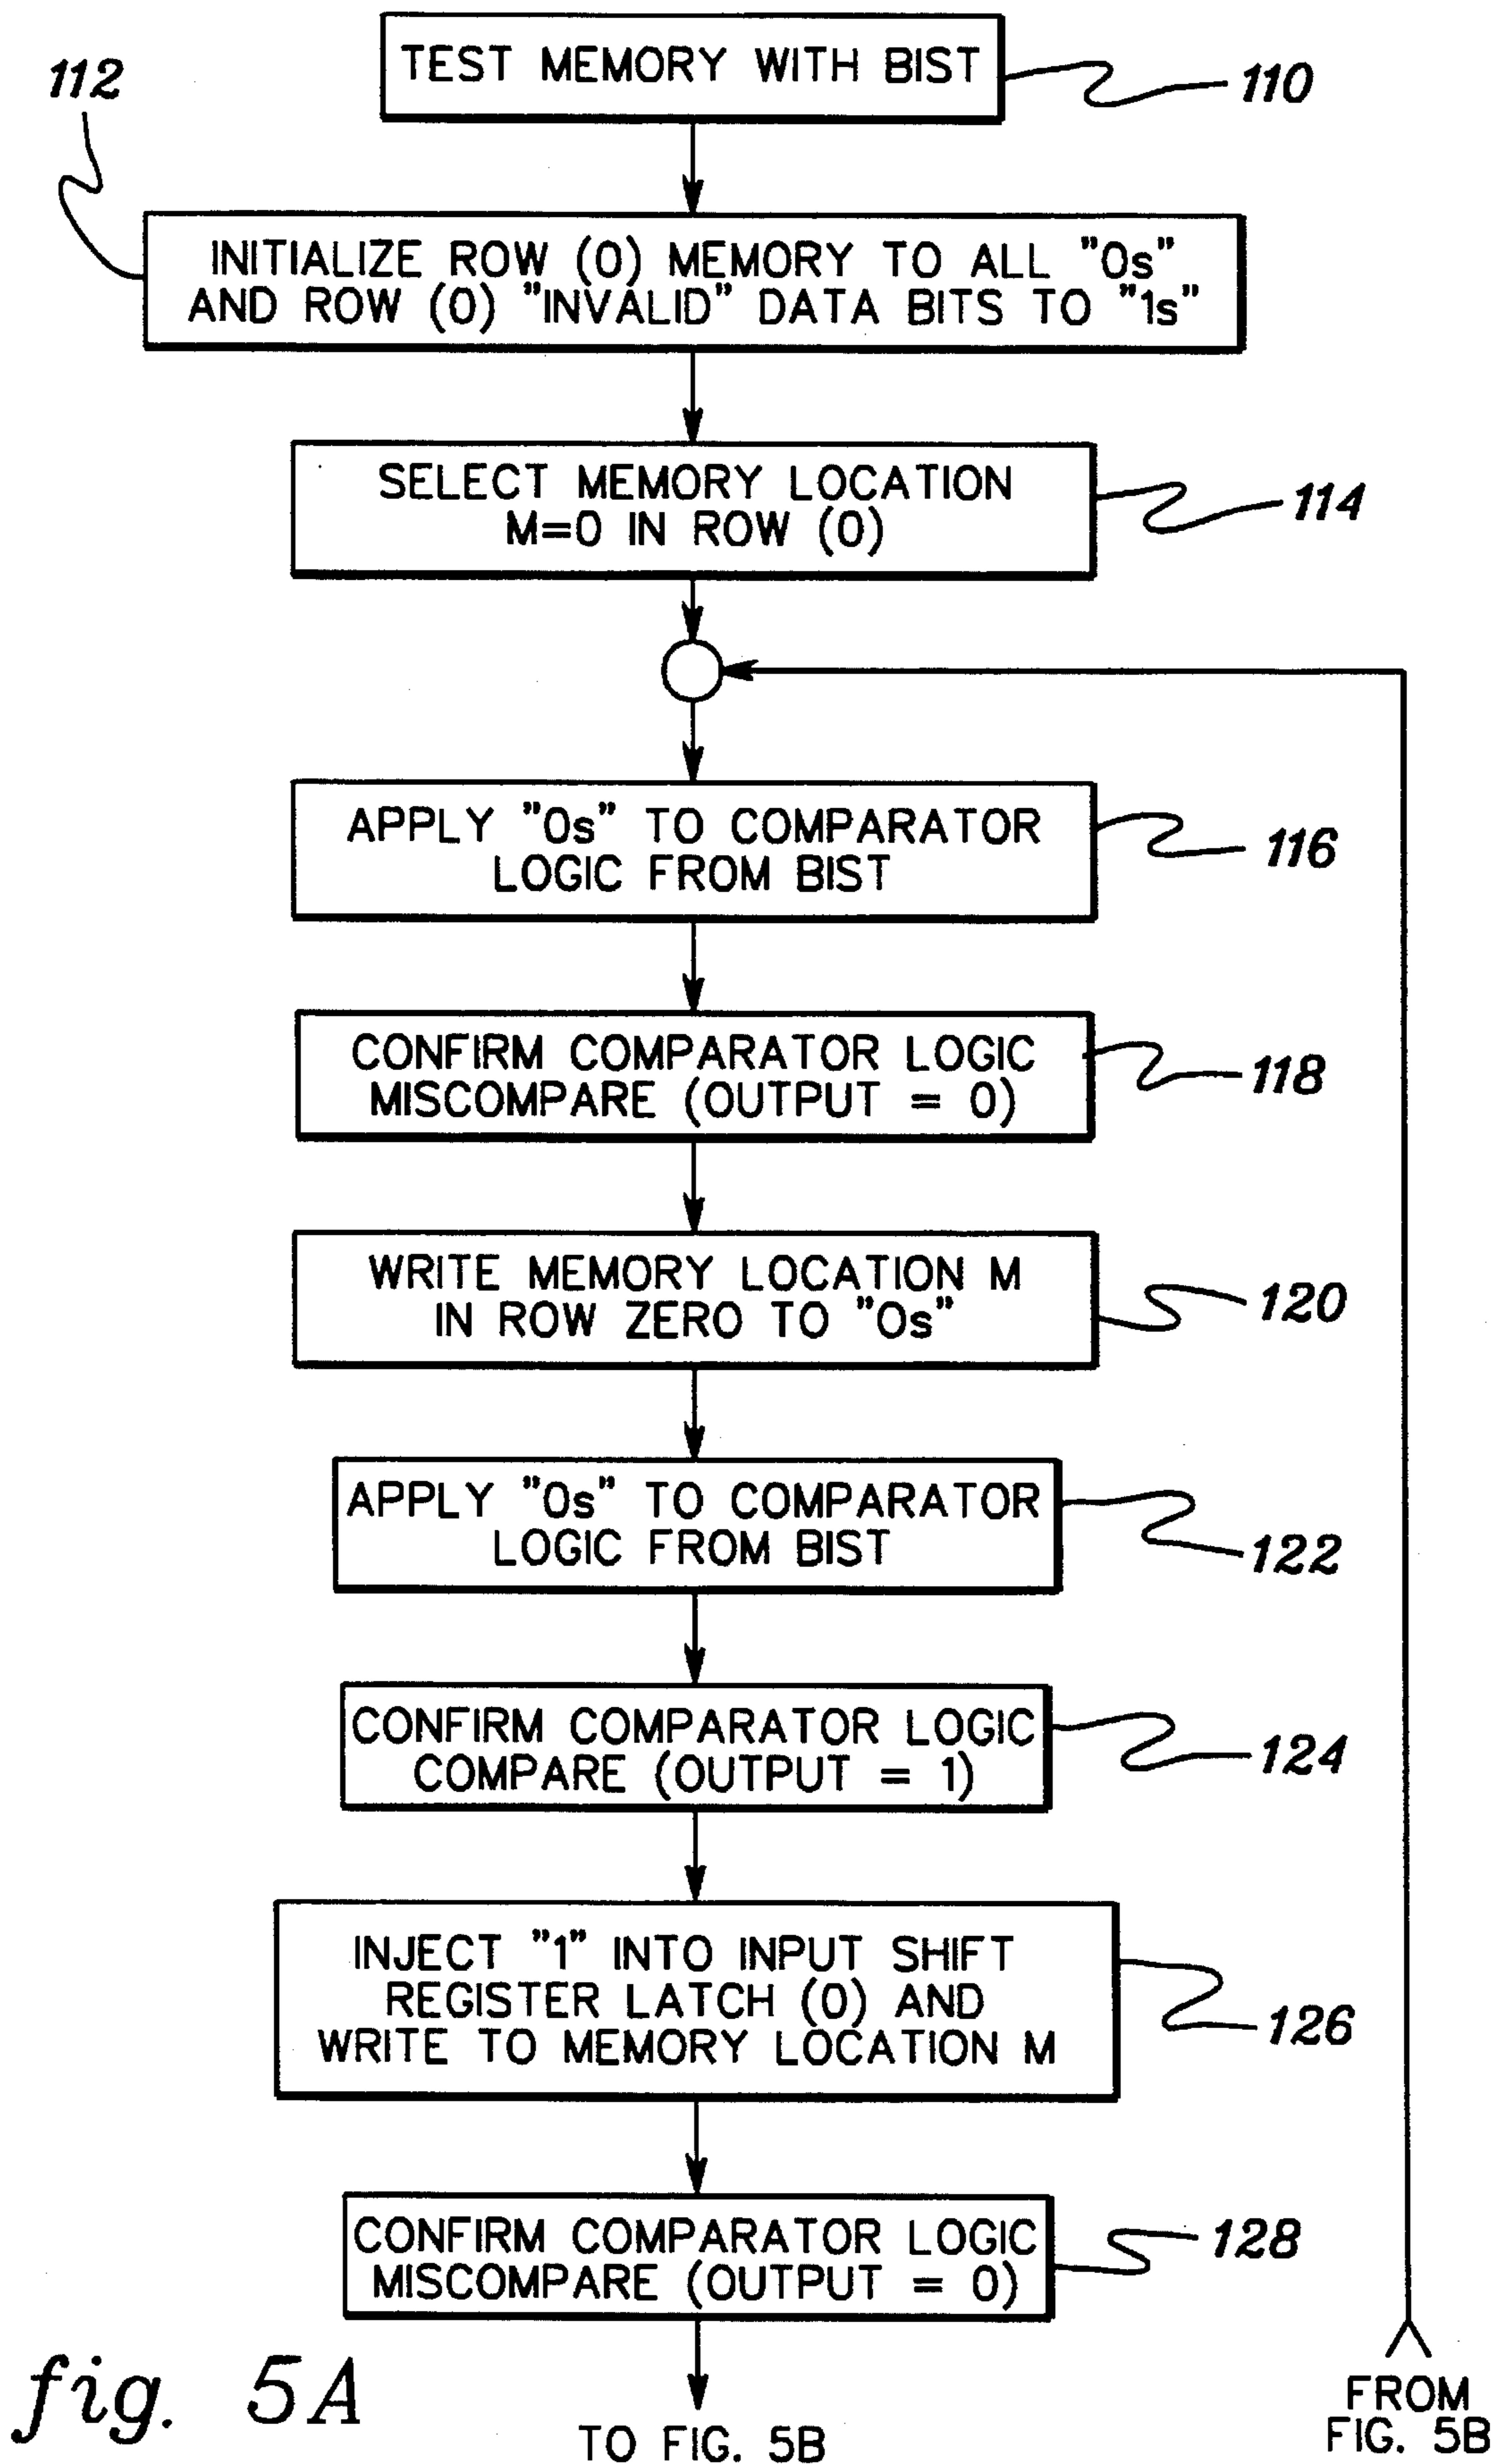 TEST MEMORY WITH BIST
110
112
INITIALIZE ROW (0) MEMORY TO ALL "0s"
AND ROW (0) "INVALID" DATA BITS TO "1s"
SELECT MEMORY LOCATION
M=0 IN ROW (0)
114
APPLY "0s" TO COMPARATOR
LOGIC FROM BIST
116
CONFIRM COMPARATOR LOGIC
MISCOMPARE (OUTPUT = 0)
118
WRITE MEMORY LOCATION M
IN ROW ZERO TO "0s"
120
APPLY "0s" TO COMPARATOR
LOGIC FROM BIST
122
CONFIRM COMPARATOR LOGIC
COMPARE (OUTPUT = 1)
124
INJECT "1" INTO INPUT SHIFT
REGISTER LATCH (0) AND
WRITE TO MEMORY LOCATION M
126
CONFIRM COMPARATOR LOGIC
MISCOMPARE (OUTPUT = 0)
128
fig. 5A
TO FIG. 5B
FROM
FIG. 5B